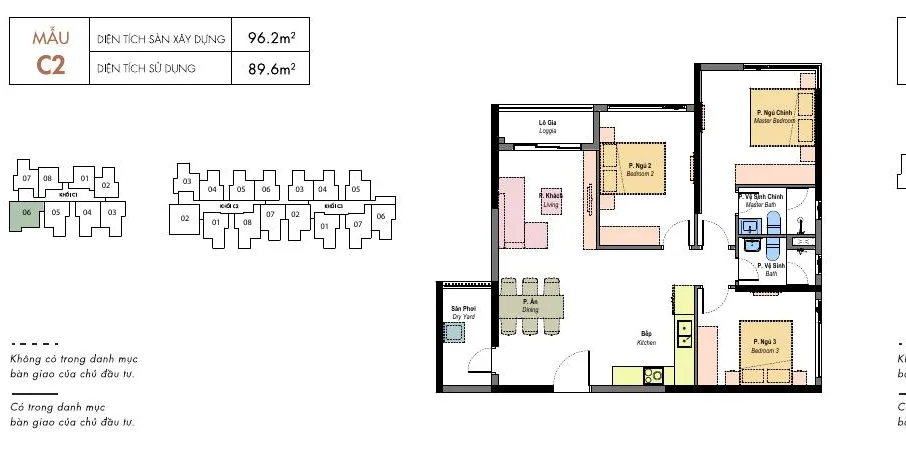 MẪU
C2
DIỆN TÍCH SÀN XÂY DỰNG
96.2m²
DIỆN TÍCH SỬ DỤNG
89.6m²
07
08
01
02
KHỐI C1
06
05
04
03
03
04
05
06
03
04
05
KHỐI C2
KHỐI C3
02
01
08
07
02
01
07
06
Lô Gia
Loggia
P. Ngủ 2
Bedroom 2
P. Ngủ Chính
Master Bedroom
P. Khách
Living
P. Vệ Sinh Chính
Master Bath
P. Vệ Sinh
Bath
Sân Phơi
Dry Yard
P. Ăn
Dining
Bếp
Kitchen
P. Ngủ 3
Bedroom 3
Không có trong danh mục
bàn giao của chủ đầu tư.
Có trong danh mục
bàn giao của chủ đầu tư.